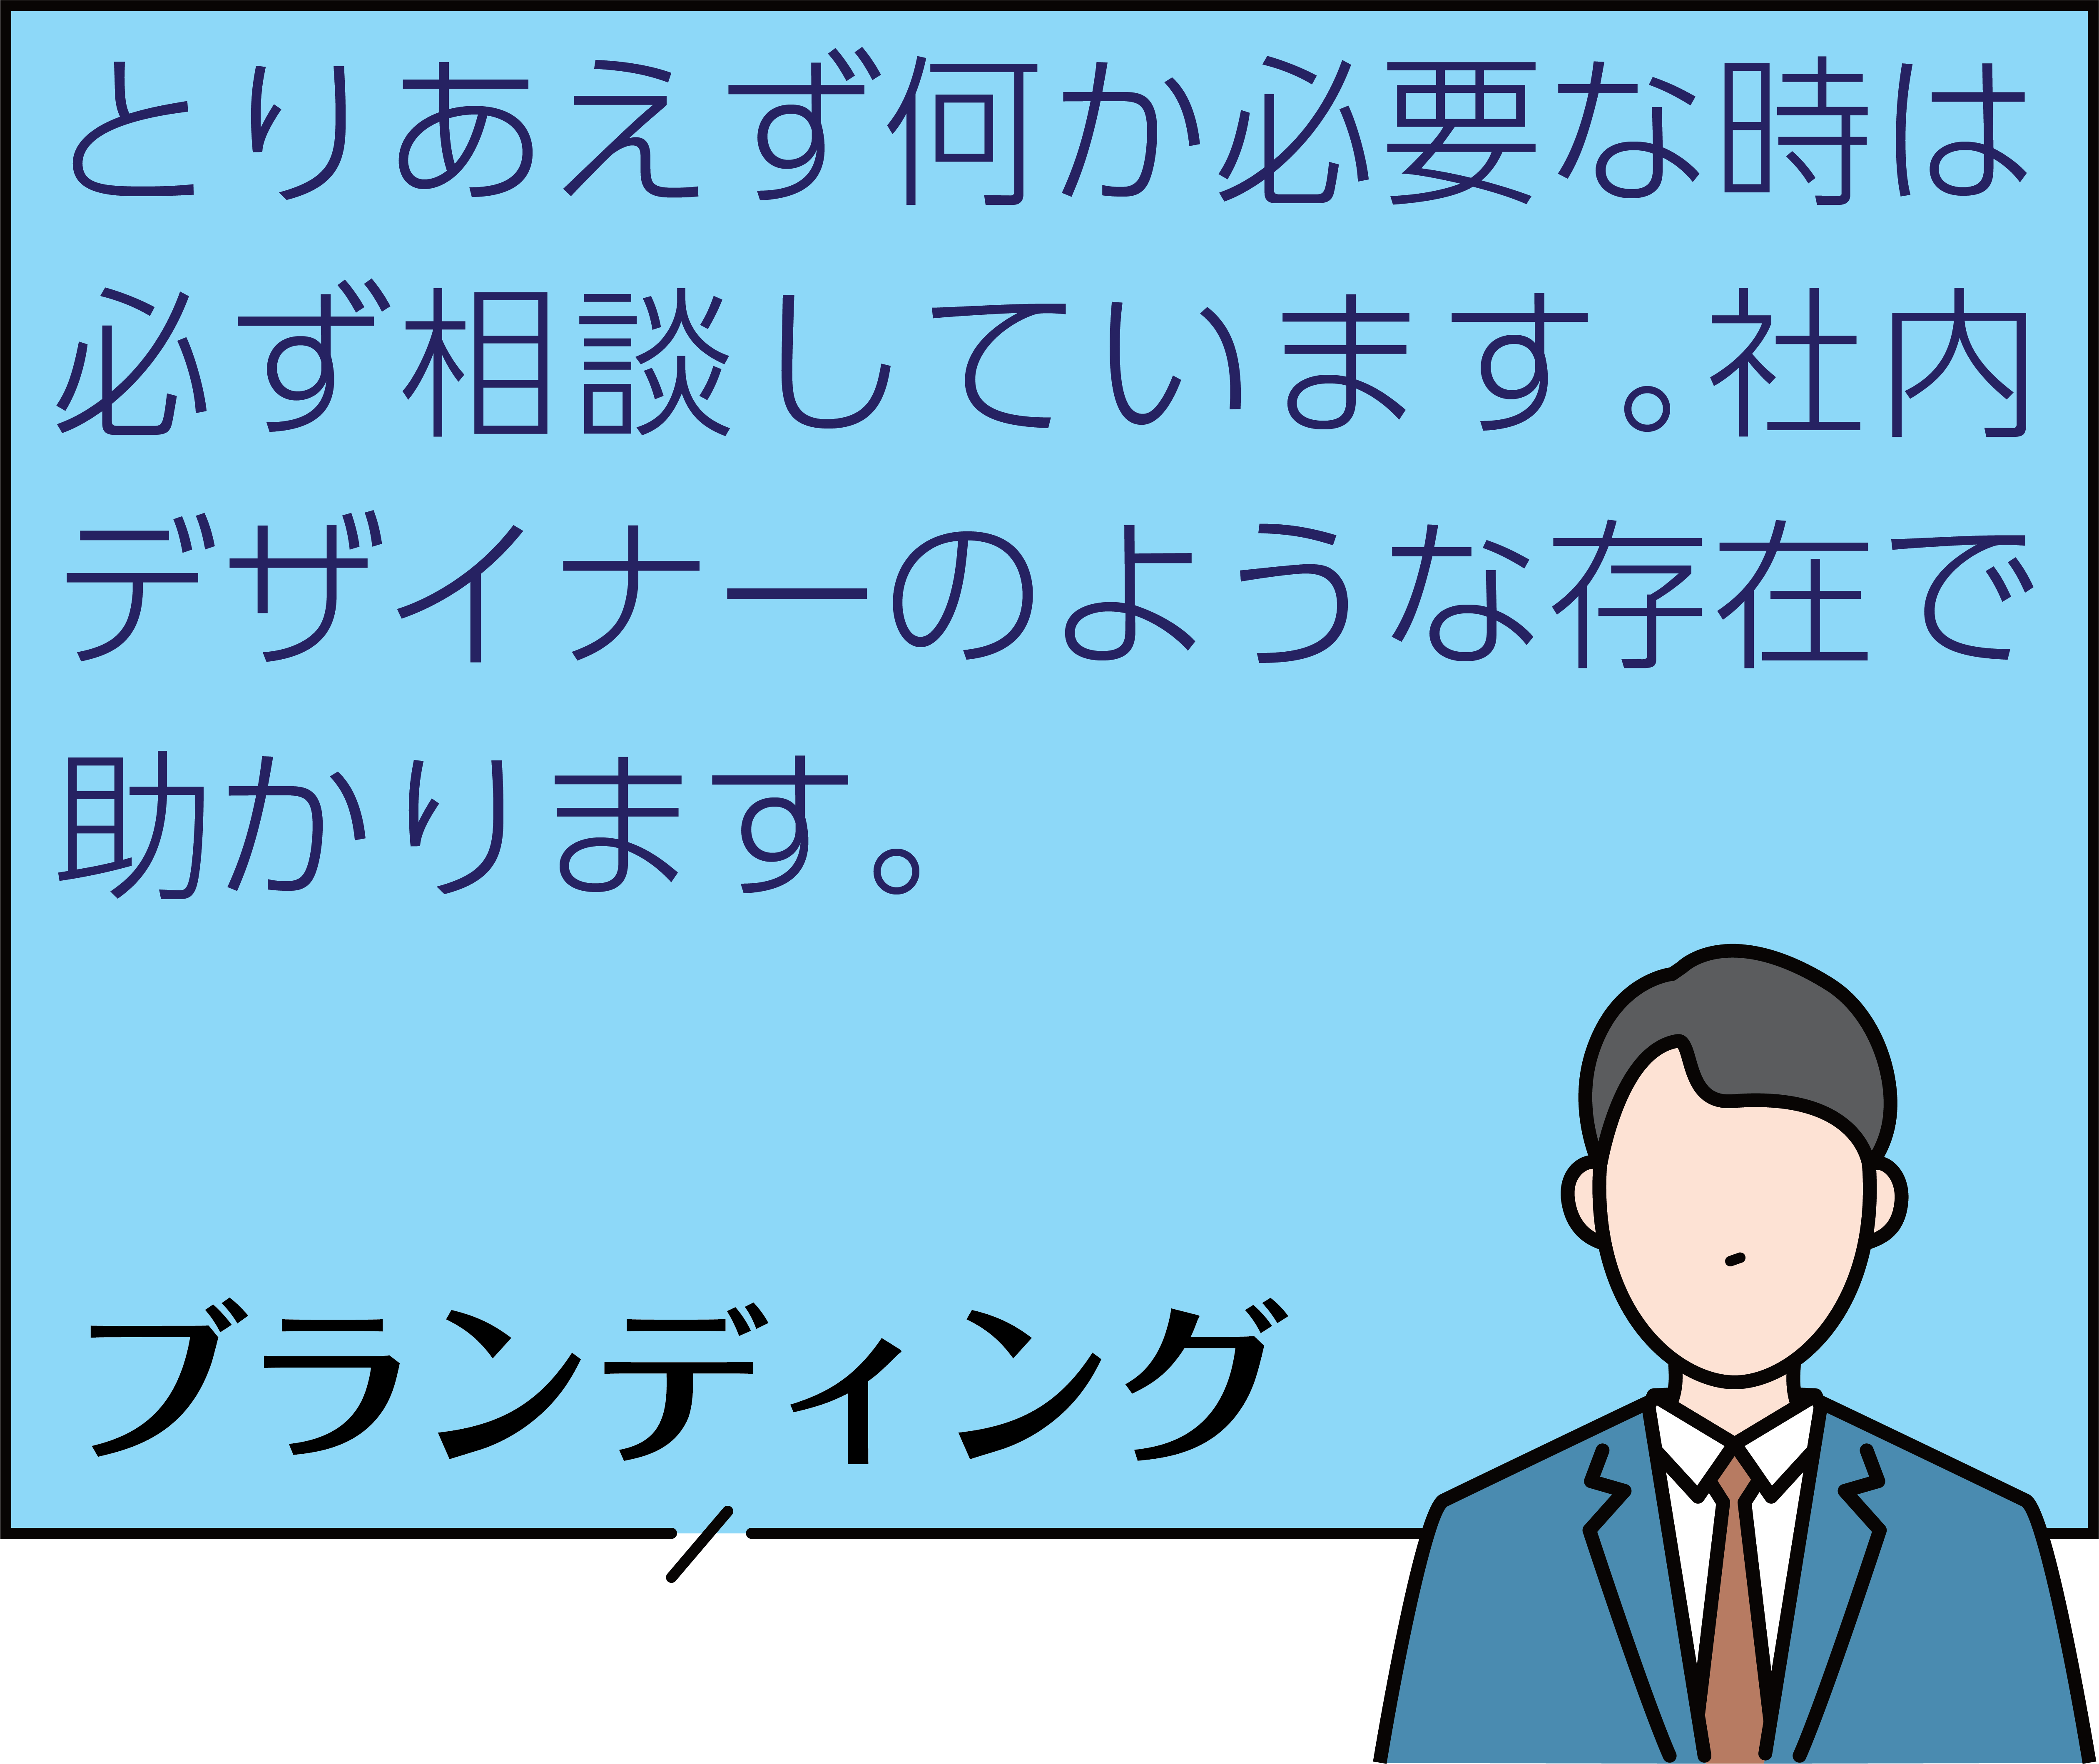 とりあえず何か必要な時は
必ず相談しています。社内
デザイナーのような存在で
助かります。
ブランディング